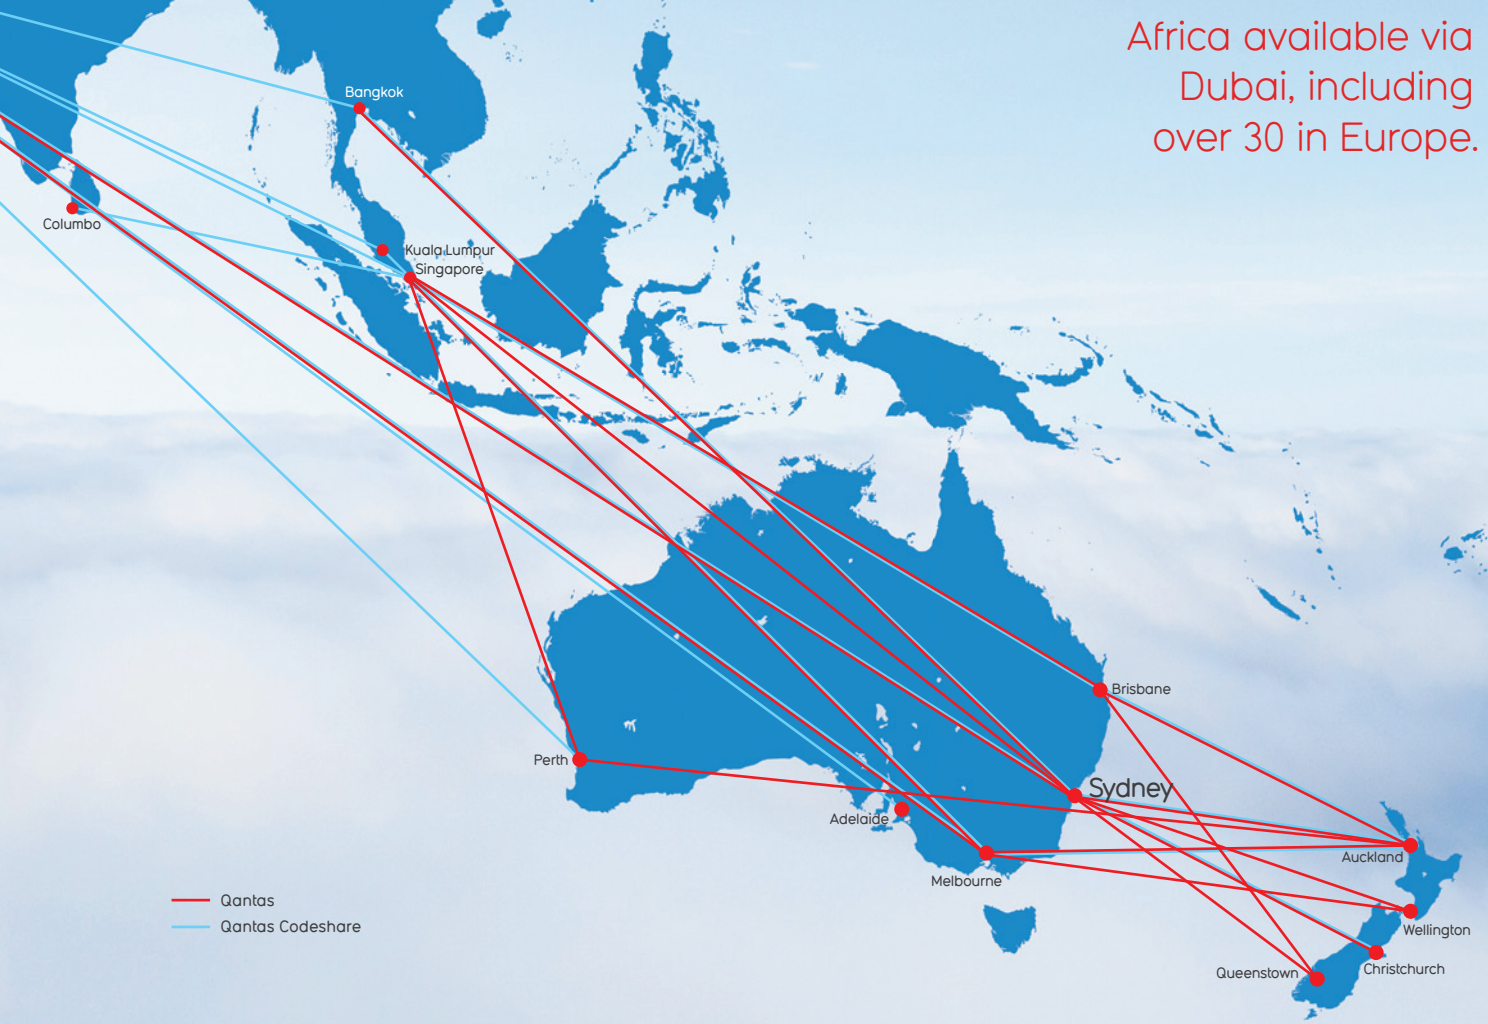 Africa available via
Dubai, including
over 30 in Europe.
Bangkok
Columbo
Kuala Lumpur
Singapore
Brisbane
Perth
Sydney
Adelaide
Auckland
Melbourne
Qantas
Qantas Codeshare
Wellington
Queenstown
Christchurch